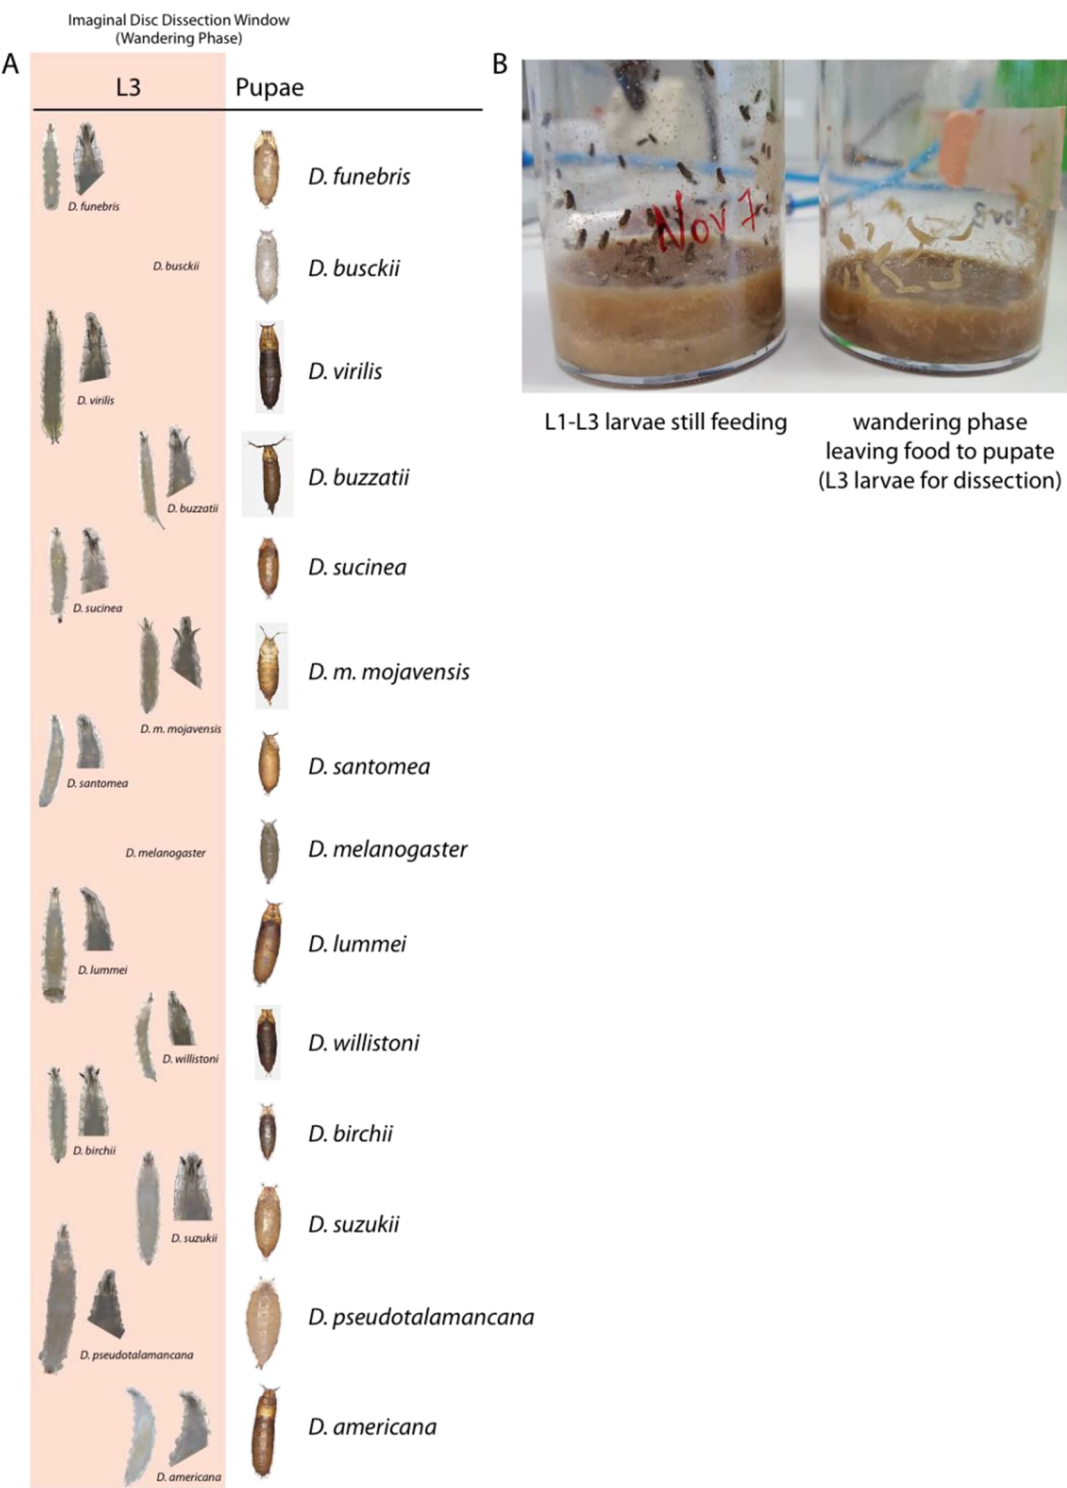 Imaginal Disc Dissection Window
(Wandering Phase)
A
L3
Pupae
D. funebris
D. funebris
D. busckii
D. busckii
D. virilis
D. virilis
D. buzzatii
D. buzzatii
D. sucinea
D. sucinea
D. m. mojavensis
D. m. mojavensis
D. santomea
D. santomea
D. melanogaster
D. melanogaster
D. lummei
D. lummei
D. willistoni
D. willistoni
D. birchii
D. birchii
D. suzukii
D. suzukii
D. pseudotalamancana
D. pseudotalamancana
D. americana
D. americana
B
Nov 7
L1-L3 larvae still feeding
wandering phase
leaving food to pupate
(L3 larvae for dissection)